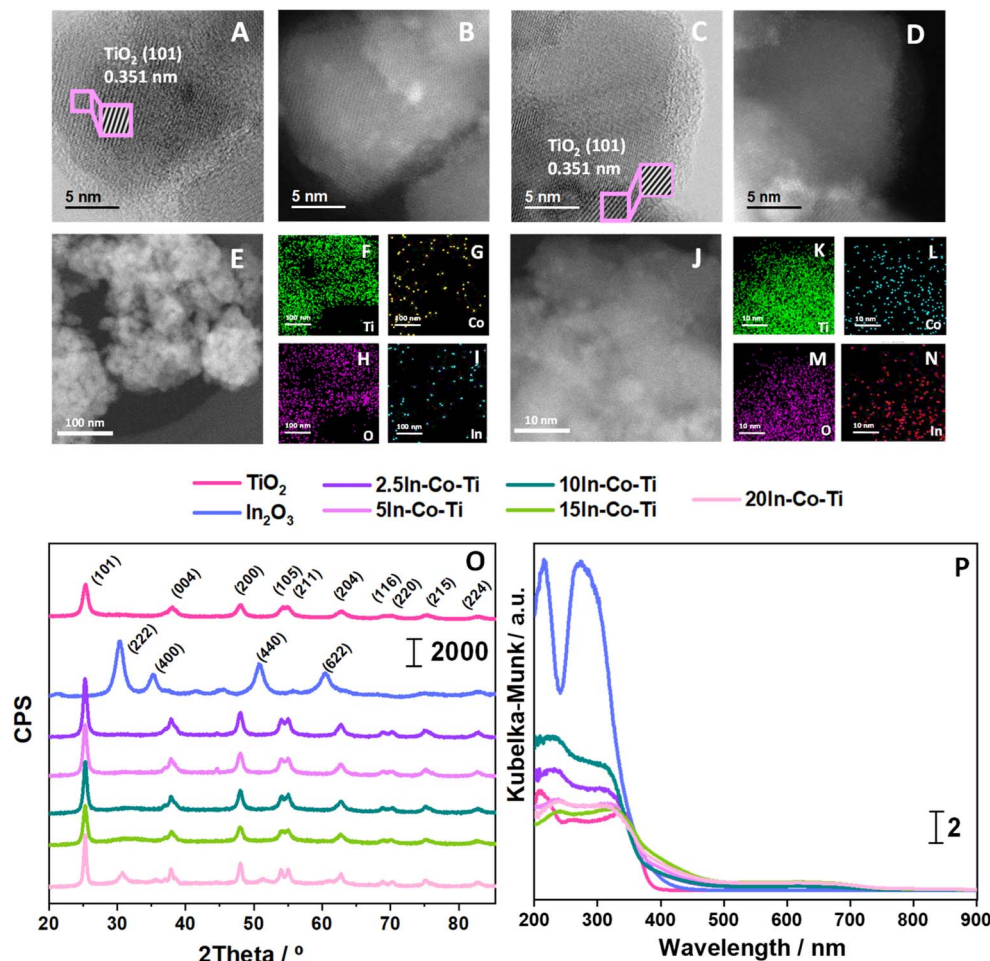 A
TiO₂ (101)
0.351 nm
5 nm
B
5 nm
C
TiO₂ (101)
0.351 nm
5 nm
D
5 nm
E
100 nm
F
100 nm
Ti
G
100 nm
Co
H
100 nm
O
I
100 nm
In
J
10 nm
K
10 nm
Ti
L
10 nm
Co
M
10 nm
O
N
10 nm
In
TiO₂
2.5In-Co-Ti
10In-Co-Ti
20In-Co-Ti
In₂O₃
5In-Co-Ti
15In-Co-Ti
O
(101)
(004)
(200)
(105)
(211)
(204)
(116)
(220)
(215)
(224)
2000
(222)
(400)
(440)
(622)
CPS
20 30 40 50 60 70 80
2Theta / º
P
Kubelka-Munk / a.u.
2
200 300 400 500 600 700 800 900
Wavelength / nm